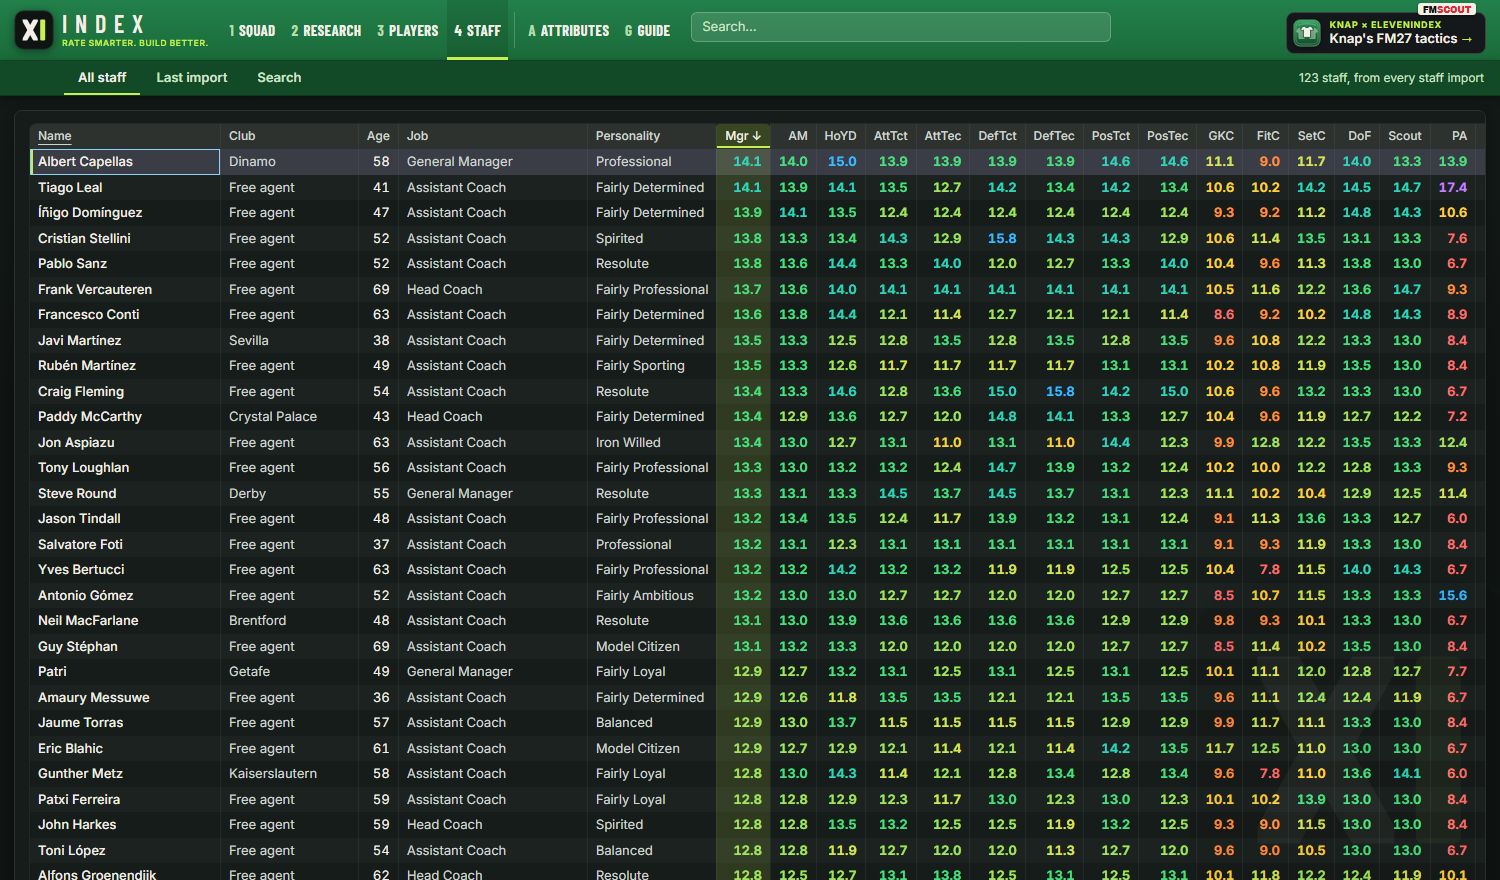 XI INDEX
RATE SMARTER. BUILD BETTER.
1 SQUAD 2 RESEARCH 3 PLAYERS 4 STAFF A ATTRIBUTES G GUIDE
Search...
FMSCOUT
KNAP × ELEVENINDEX
Knap's FM27 tactics →
All staff Last import Search
123 staff, from every staff import
Name Club Age Job Personality Mgr ↓ AM HoYD AttTct AttTec DefTct DefTec PosTct PosTec GKC FitC SetC DoF Scout PA
Albert Capellas Dinamo 58 General Manager Professional 14.1 14.0 15.0 13.9 13.9 13.9 13.9 14.6 14.6 11.1 9.0 11.7 14.0 13.3 13.9
Tiago Leal Free agent 41 Assistant Coach Fairly Determined 14.1 13.9 14.1 13.5 12.7 14.2 13.4 14.2 13.4 10.6 10.2 14.2 14.5 14.7 17.4
Íñigo Domínguez Free agent 47 Assistant Coach Fairly Determined 13.9 14.1 13.5 12.4 12.4 12.4 12.4 12.4 12.4 9.3 9.2 11.2 14.8 14.3 10.6
Cristian Stellini Free agent 52 Assistant Coach Spirited 13.8 13.3 13.4 14.3 12.9 15.8 14.3 14.3 12.9 10.6 11.4 13.5 13.1 13.3 7.6
Pablo Sanz Free agent 52 Assistant Coach Resolute 13.8 13.6 14.4 13.3 14.0 12.0 12.7 13.3 14.0 10.4 9.6 11.3 13.8 13.0 6.7
Frank Vercauteren Free agent 69 Head Coach Fairly Professional 13.7 13.6 14.0 14.1 14.1 14.1 14.1 14.1 14.1 10.5 11.6 12.2 13.6 14.7 9.3
Francesco Conti Free agent 63 Assistant Coach Fairly Determined 13.6 13.8 14.4 12.1 11.4 12.7 12.1 12.1 11.4 8.6 9.2 10.2 14.8 14.3 8.9
Javi Martínez Sevilla 38 Assistant Coach Fairly Determined 13.5 13.3 12.5 12.8 13.5 12.8 13.5 12.8 13.5 9.6 10.8 12.2 13.3 13.0 8.4
Rubén Martínez Free agent 49 Assistant Coach Fairly Sporting 13.5 13.3 12.6 11.7 11.7 11.7 11.7 13.1 13.1 10.2 10.8 11.9 13.5 13.0 8.4
Craig Fleming Free agent 54 Assistant Coach Resolute 13.4 13.3 14.6 12.8 13.6 15.0 15.8 14.2 15.0 10.6 9.6 13.2 13.3 13.0 6.7
Paddy McCarthy Crystal Palace 43 Head Coach Fairly Determined 13.4 12.9 13.6 12.7 12.0 14.8 14.1 13.3 12.7 10.4 9.6 11.9 12.7 12.2 7.2
Jon Aspiazu Free agent 63 Assistant Coach Iron Willed 13.4 13.0 12.7 13.1 11.0 13.1 11.0 14.4 12.3 9.9 12.8 12.2 13.5 13.3 12.4
Tony Loughlan Free agent 56 Assistant Coach Fairly Professional 13.3 13.0 13.2 13.2 12.4 14.7 13.9 13.2 12.4 10.2 10.0 12.2 12.8 13.3 9.3
Steve Round Derby 55 General Manager Resolute 13.3 13.1 13.3 14.5 13.7 14.5 13.7 13.1 12.3 11.1 10.2 10.4 12.9 12.5 11.4
Jason Tindall Free agent 48 Assistant Coach Fairly Professional 13.2 13.4 13.5 12.4 11.7 13.9 13.2 13.1 12.4 9.1 11.3 13.6 13.3 12.7 6.0
Salvatore Foti Free agent 37 Assistant Coach Professional 13.2 13.1 12.3 13.1 13.1 13.1 13.1 13.1 13.1 9.1 9.3 11.9 13.3 13.0 8.4
Yves Bertucci Free agent 63 Assistant Coach Fairly Professional 13.2 13.2 14.2 13.2 13.2 11.9 11.9 12.5 12.5 10.4 7.8 11.5 14.0 14.3 6.7
Antonio Gómez Free agent 52 Assistant Coach Fairly Ambitious 13.2 13.0 13.0 12.7 12.7 12.0 12.0 12.7 12.7 8.5 10.7 11.5 13.3 13.3 15.6
Neil MacFarlane Brentford 48 Assistant Coach Resolute 13.1 13.0 13.9 13.6 13.6 13.6 13.6 12.9 12.9 9.8 9.3 10.1 13.3 13.0 6.7
Guy Stéphan Free agent 69 Assistant Coach Model Citizen 13.1 13.2 13.3 12.0 12.0 12.0 12.0 12.7 12.7 8.5 11.4 10.2 13.5 13.0 8.4
Patri Getafe 49 General Manager Fairly Loyal 12.9 12.7 13.2 13.1 12.5 13.1 12.5 13.1 12.5 10.1 11.1 12.0 12.8 12.7 7.7
Amaury Messuwe Free agent 36 Assistant Coach Fairly Determined 12.9 12.6 11.8 13.5 13.5 12.1 12.1 13.5 13.5 9.6 11.1 12.4 12.4 11.9 6.7
Jaume Torras Free agent 57 Assistant Coach Balanced 12.9 13.0 13.7 11.5 11.5 11.5 11.5 12.9 12.9 9.9 11.7 11.1 13.3 13.0 8.4
Eric Blahic Free agent 61 Assistant Coach Model Citizen 12.9 12.7 12.9 12.1 11.4 12.1 11.4 14.2 13.5 11.7 12.5 11.0 13.0 13.0 6.7
Gunther Metz Kaiserslautern 58 Assistant Coach Fairly Loyal 12.8 13.0 14.3 11.4 12.1 12.8 13.4 12.8 13.4 9.6 7.8 11.0 13.6 14.1 6.0
Patxi Ferreira Free agent 59 Assistant Coach Fairly Loyal 12.8 12.8 12.9 12.3 11.7 13.0 12.3 13.0 12.3 10.1 10.2 13.9 13.0 13.0 8.4
John Harkes Free agent 59 Head Coach Spirited 12.8 12.8 13.5 13.2 12.5 12.5 11.9 13.2 12.5 9.3 9.0 11.5 13.0 13.0 8.4
Toni López Free agent 54 Assistant Coach Balanced 12.8 12.8 11.9 12.7 12.0 12.0 11.3 12.7 12.0 9.6 9.0 10.5 13.0 13.0 6.7
Alfons Groenendijk Free agent 62 Head Coach Resolute 12.8 12.5 12.7 13.1 13.8 12.5 13.1 12.5 13.1 10.1 11.8 12.2 12.4 11.9 10.1